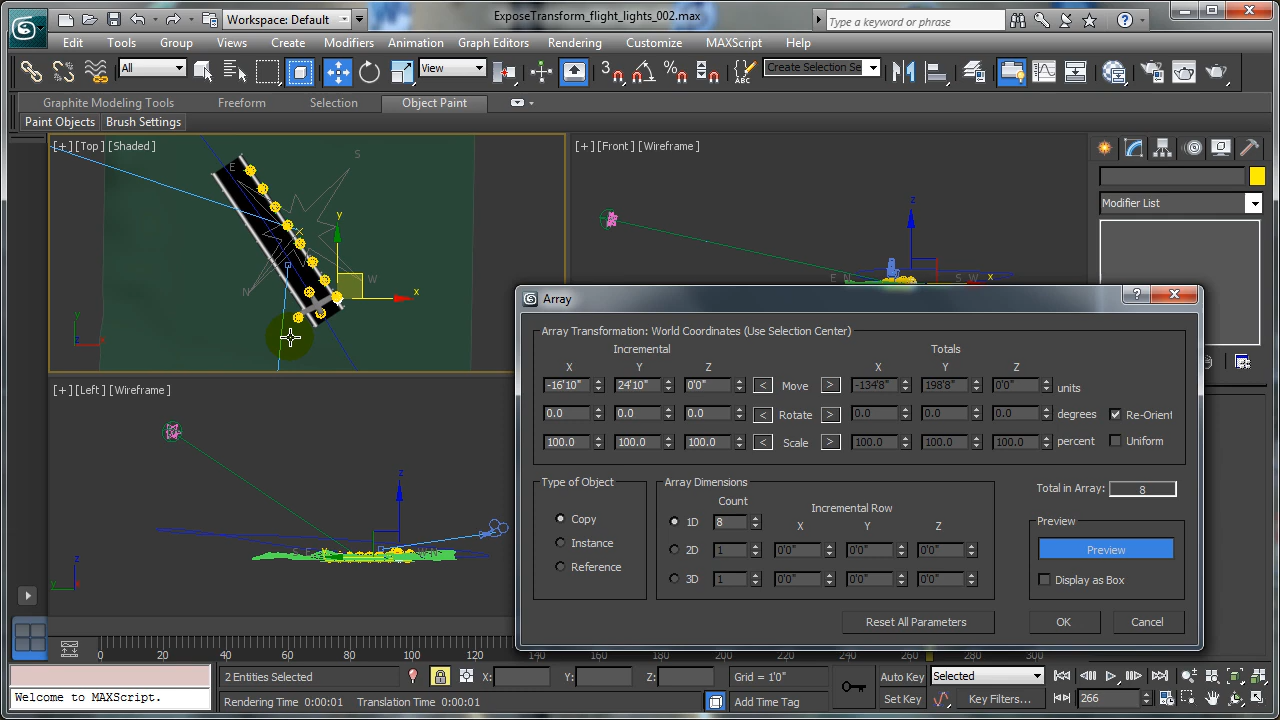 Workspace: Default
ExposeTransform_flight_lights_002.max
Type a keyword or phrase
Edit Tools Group Views Create Modifiers Animation Graph Editors Rendering Customize MAXScript Help
All View 3 % ABC Create Selection Se
Graphite Modeling Tools Freeform Selection Object Paint
Paint Objects Brush Settings
[+] [Top] [Shaded]
[+] [Front] [Wireframe]
E S
y
N W
x
y
x
z
E N S W x
Modifier List
[+] [Left] [Wireframe]
z
z
y
Array
Array Transformation: World Coordinates (Use Selection Center)
Incremental Totals
X Y Z X Y Z
-16'10" 24'10" 0'0" < Move > -134'8" 198'8" 0'0" units
0.0 0.0 0.0 < Rotate > 0.0 0.0 0.0 degrees Re-Orient
100.0 100.0 100.0 < Scale > 100.0 100.0 100.0 percent Uniform
Type of Object
Copy
Instance
Reference
Array Dimensions
Count
Incremental Row
X Y Z
1D 8
2D 1 0'0" 0'0" 0'0"
3D 1 0'0" 0'0" 0'0"
Total in Array: 8
Preview
Preview
Display as Box
Reset All Parameters OK Cancel
0 20 40 60 80 100 120 140 160 180 200 220 240 260 280 300 320 340 360
2 Entities Selected X: Y: Z: Grid = 1'0" Auto Key Selected
Welcome to MAXScript. Rendering Time 0:00:01 Translation Time 0:00:01 Add Time Tag Set Key Key Filters... 266